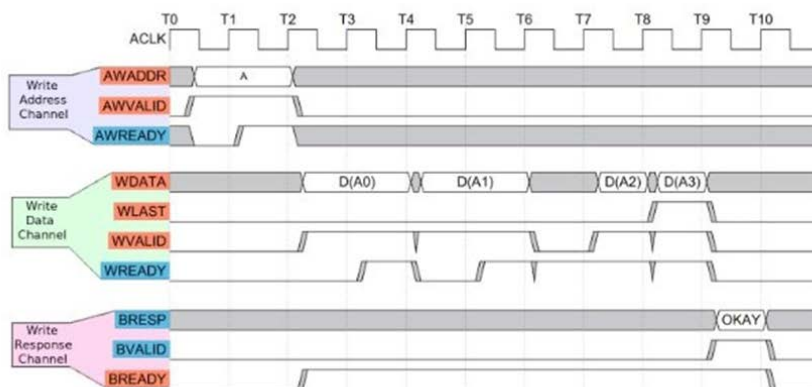 T0 T1 T2 T3 T4 T5 T6 T7 T8 T9 T10
ACLK
Write
Address
Channel
AWADDR
A
AWVALID
AWREADY
Write
Data
Channel
WDATA
D(A0) D(A1) D(A2) D(A3)
WLAST
WVALID
WREADY
Write
Response
Channel
BRESP
OKAY
BVALID
BREADY